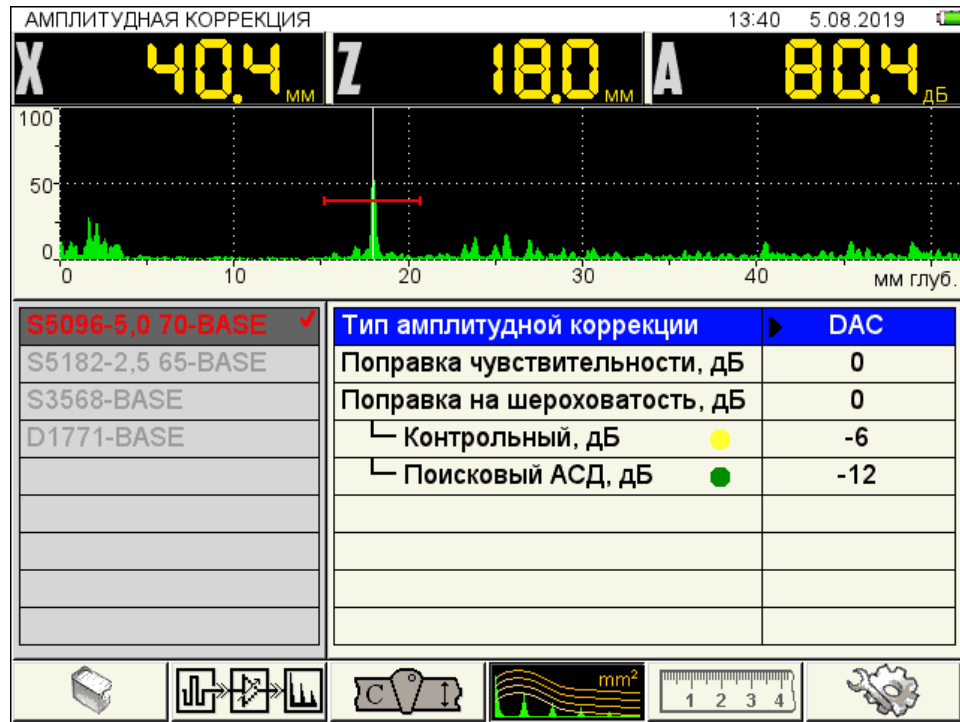 АМПЛИТУДНАЯ КОРРЕКЦИЯ 13:40 5.08.2019
X 40.4 мм Z 18.0 мм A 80.4 дБ
100
50
0
0 10 20 30 40 мм глуб.
S5096-5,0 70-BASE Тип амплитудной коррекции DAC
S5182-2,5 65-BASE Поправка чувствительности, дБ 0
S3568-BASE Поправка на шероховатость, дБ 0
D1771-BASE Контрольный, дБ -6
Поисковый АСД, дБ -12
C mm² 1 2 3 4